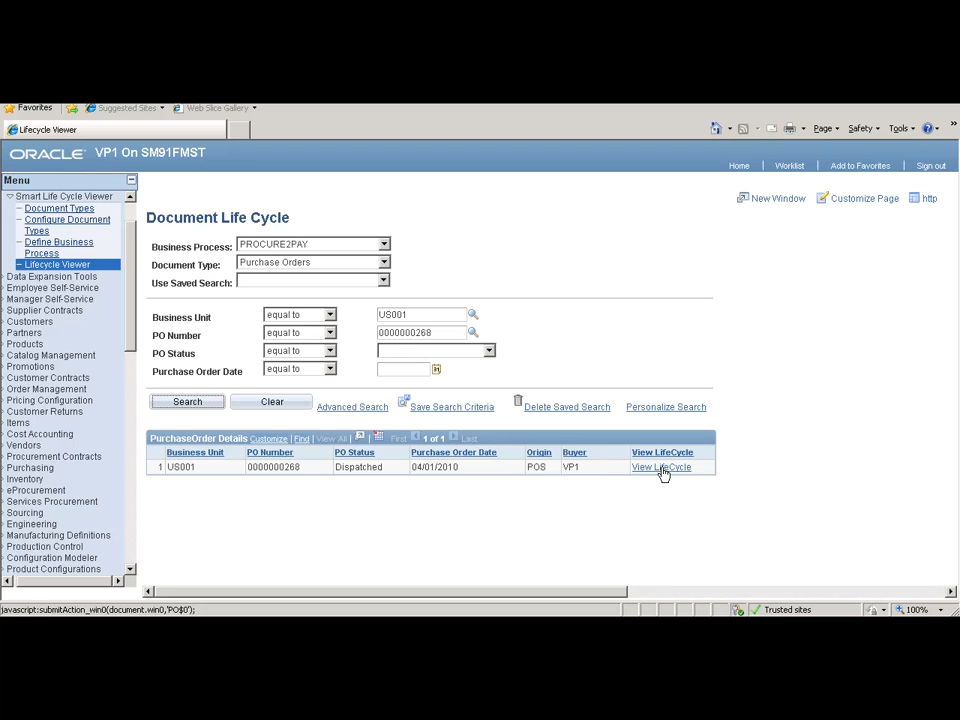 Favorites Suggested Sites Web Slice Gallery
Lifecycle Viewer Page Safety Tools
ORACLE VP1 On SM91FMST
Home Worklist Add to Favorites Sign out
Menu
Smart Life Cycle Viewer
Document Types
Configure Document Types
Define Business Process
Lifecycle Viewer
Data Expansion Tools
Employee Self-Service
Manager Self-Service
Supplier Contracts
Customers
Partners
Products
Catalog Management
Promotions
Customer Contracts
Order Management
Pricing Configuration
Customer Returns
Items
Cost Accounting
Vendors
Procurement Contracts
Purchasing
Inventory
eProcurement
Services Procurement
Sourcing
Engineering
Manufacturing Definitions
Production Control
Configuration Modeler
Product Configurations
New Window Customize Page http
Document Life Cycle
Business Process: PROCURE2PAY
Document Type: Purchase Orders
Use Saved Search:
Business Unit equal to US001
PO Number equal to 0000000268
PO Status equal to
Purchase Order Date equal to
Search Clear Advanced Search Save Search Criteria Delete Saved Search Personalize Search
PurchaseOrder Details Customize | Find | View All | First 1 of 1 Last
Business Unit PO Number PO Status Purchase Order Date Origin Buyer View LifeCycle
1 US001 0000000268 Dispatched 04/01/2010 POS VP1 View LifeCycle
javascript:submitAction_win0(document.win0,'PO$0'); Trusted sites 100%